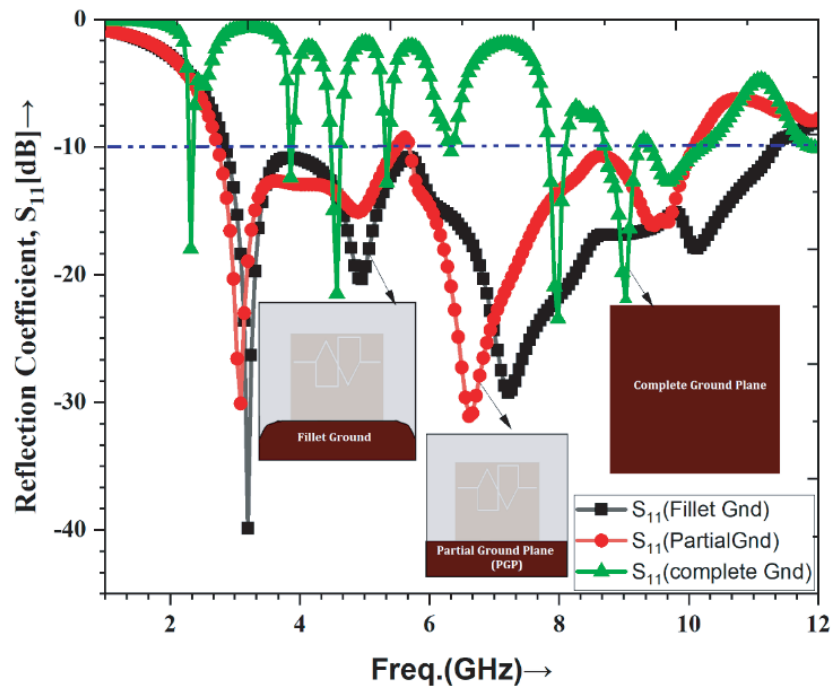 Reflection Coefficient, S₁₁[dB]→
0
-10
-20
-30
-40
Fillet Ground
Partial Ground Plane
(PGP)
Complete Ground Plane
S₁₁(Fillet Gnd)
S₁₁(PartialGnd)
S₁₁(complete Gnd)
2 4 6 8 10 12
Freq.(GHz)→